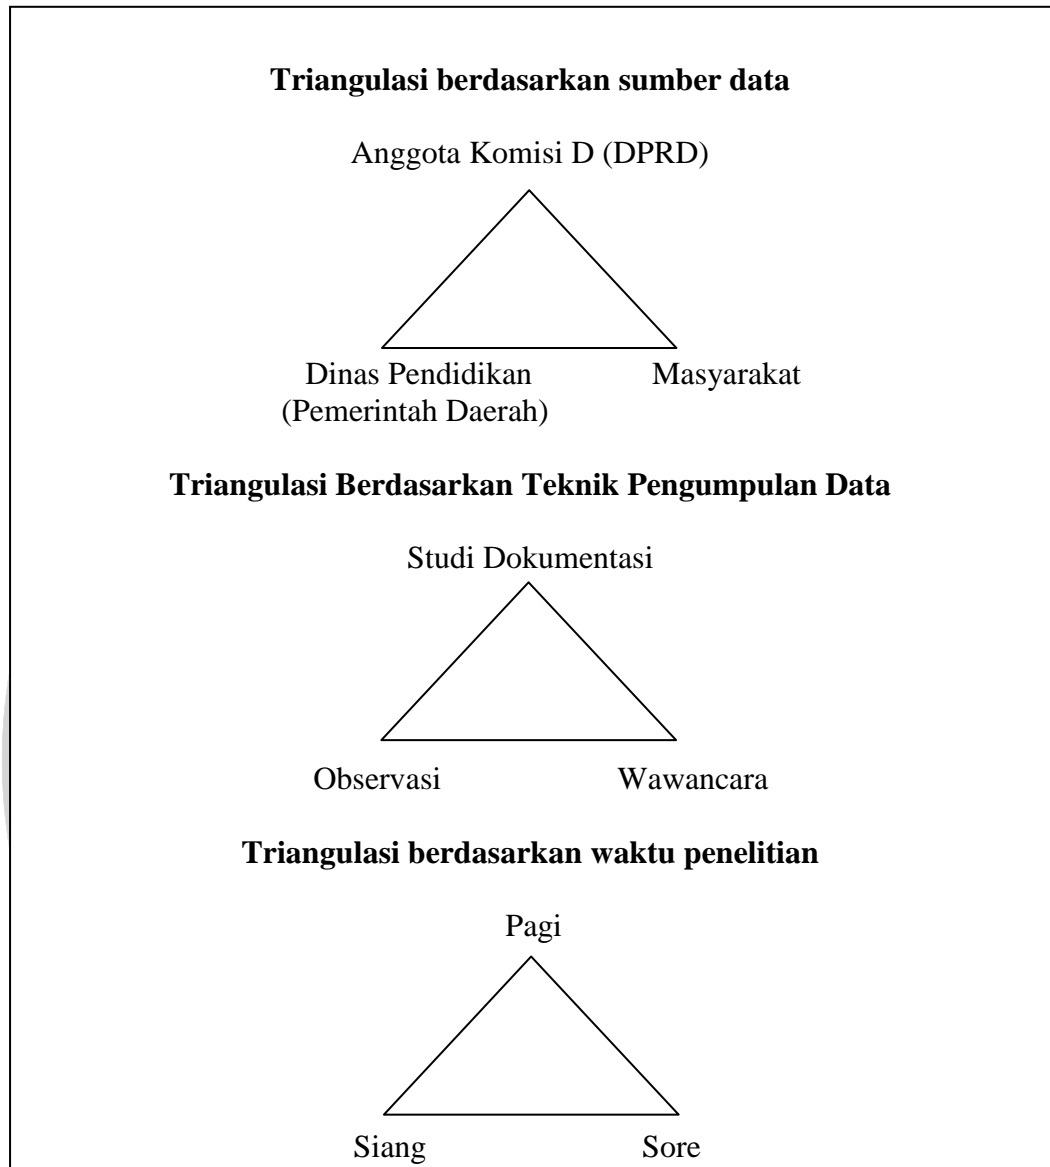 Triangulasi berdasarkan sumber data
Anggota Komisi D (DPRD)
Dinas Pendidikan Masyarakat
(Pemerintah Daerah)
Triangulasi Berdasarkan Teknik Pengumpulan Data
Studi Dokumentasi
Observasi Wawancara
Triangulasi berdasarkan waktu penelitian
Pagi
Siang Sore